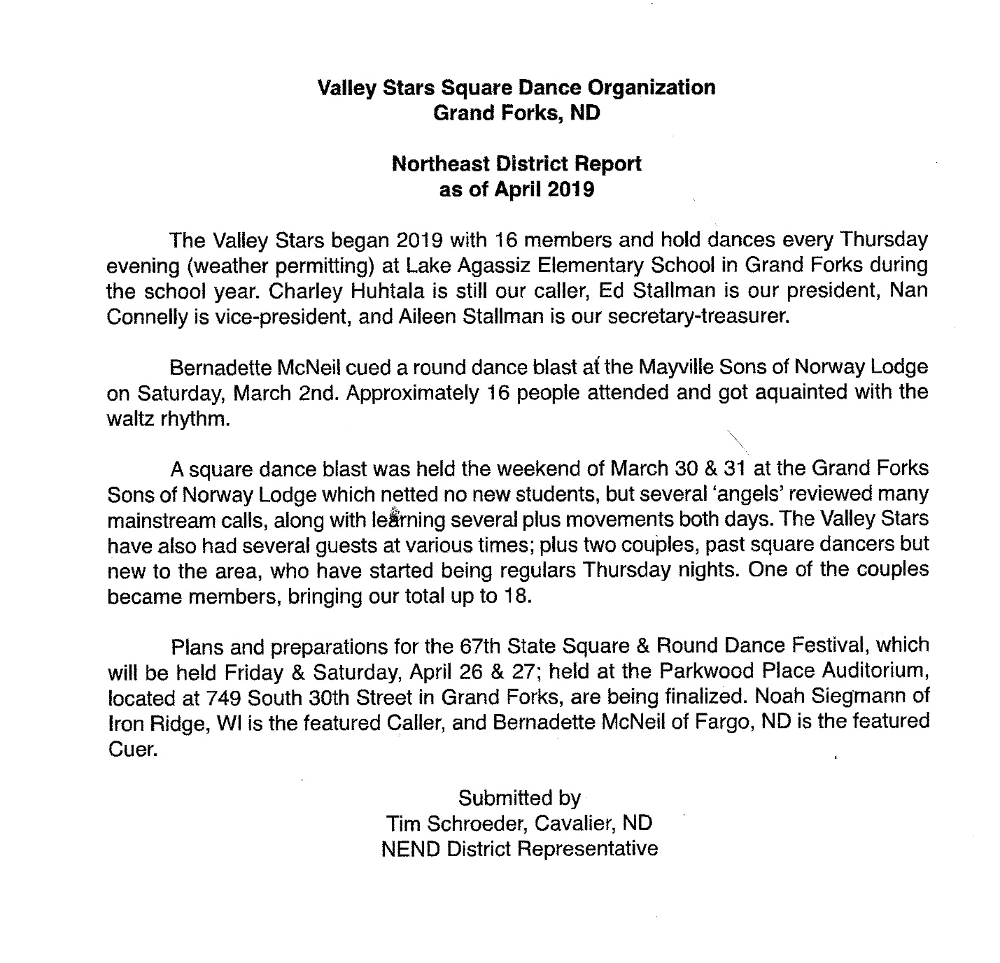 Valley Stars Square Dance Organization
Grand Forks, ND
Northeast District Report
as of April 2019
The Valley Stars began 2019 with 16 members and hold dances every Thursday
evening (weather permitting) at Lake Agassiz Elementary School in Grand Forks during
the school year. Charley Huhtala is still our caller, Ed Stallman is our president, Nan
Connelly is vice-president, and Aileen Stallman is our secretary-treasurer.
Bernadette McNeil cued a round dance blast at the Mayville Sons of Norway Lodge
on Saturday, March 2nd. Approximately 16 people attended and got aquainted with the
waltz rhythm.
A square dance blast was held the weekend of March 30 & 31 at the Grand Forks
Sons of Norway Lodge which netted no new students, but several ‘angels’ reviewed many
mainstream calls, along with learning several plus movements both days. The Valley Stars
have also had several guests at various times; plus two couples, past square dancers but
new to the area, who have started being regulars Thursday nights. One of the couples
became members, bringing our total up to 18.
Plans and preparations for the 67th State Square & Round Dance Festival, which
will be held Friday & Saturday, April 26 & 27; held at the Parkwood Place Auditorium,
located at 749 South 30th Street in Grand Forks, are being finalized. Noah Siegmann of
Iron Ridge, WI is the featured Caller, and Bernadette McNeil of Fargo, ND is the featured
Cuer.
Submitted by
Tim Schroeder, Cavalier, ND
NEND District Representative